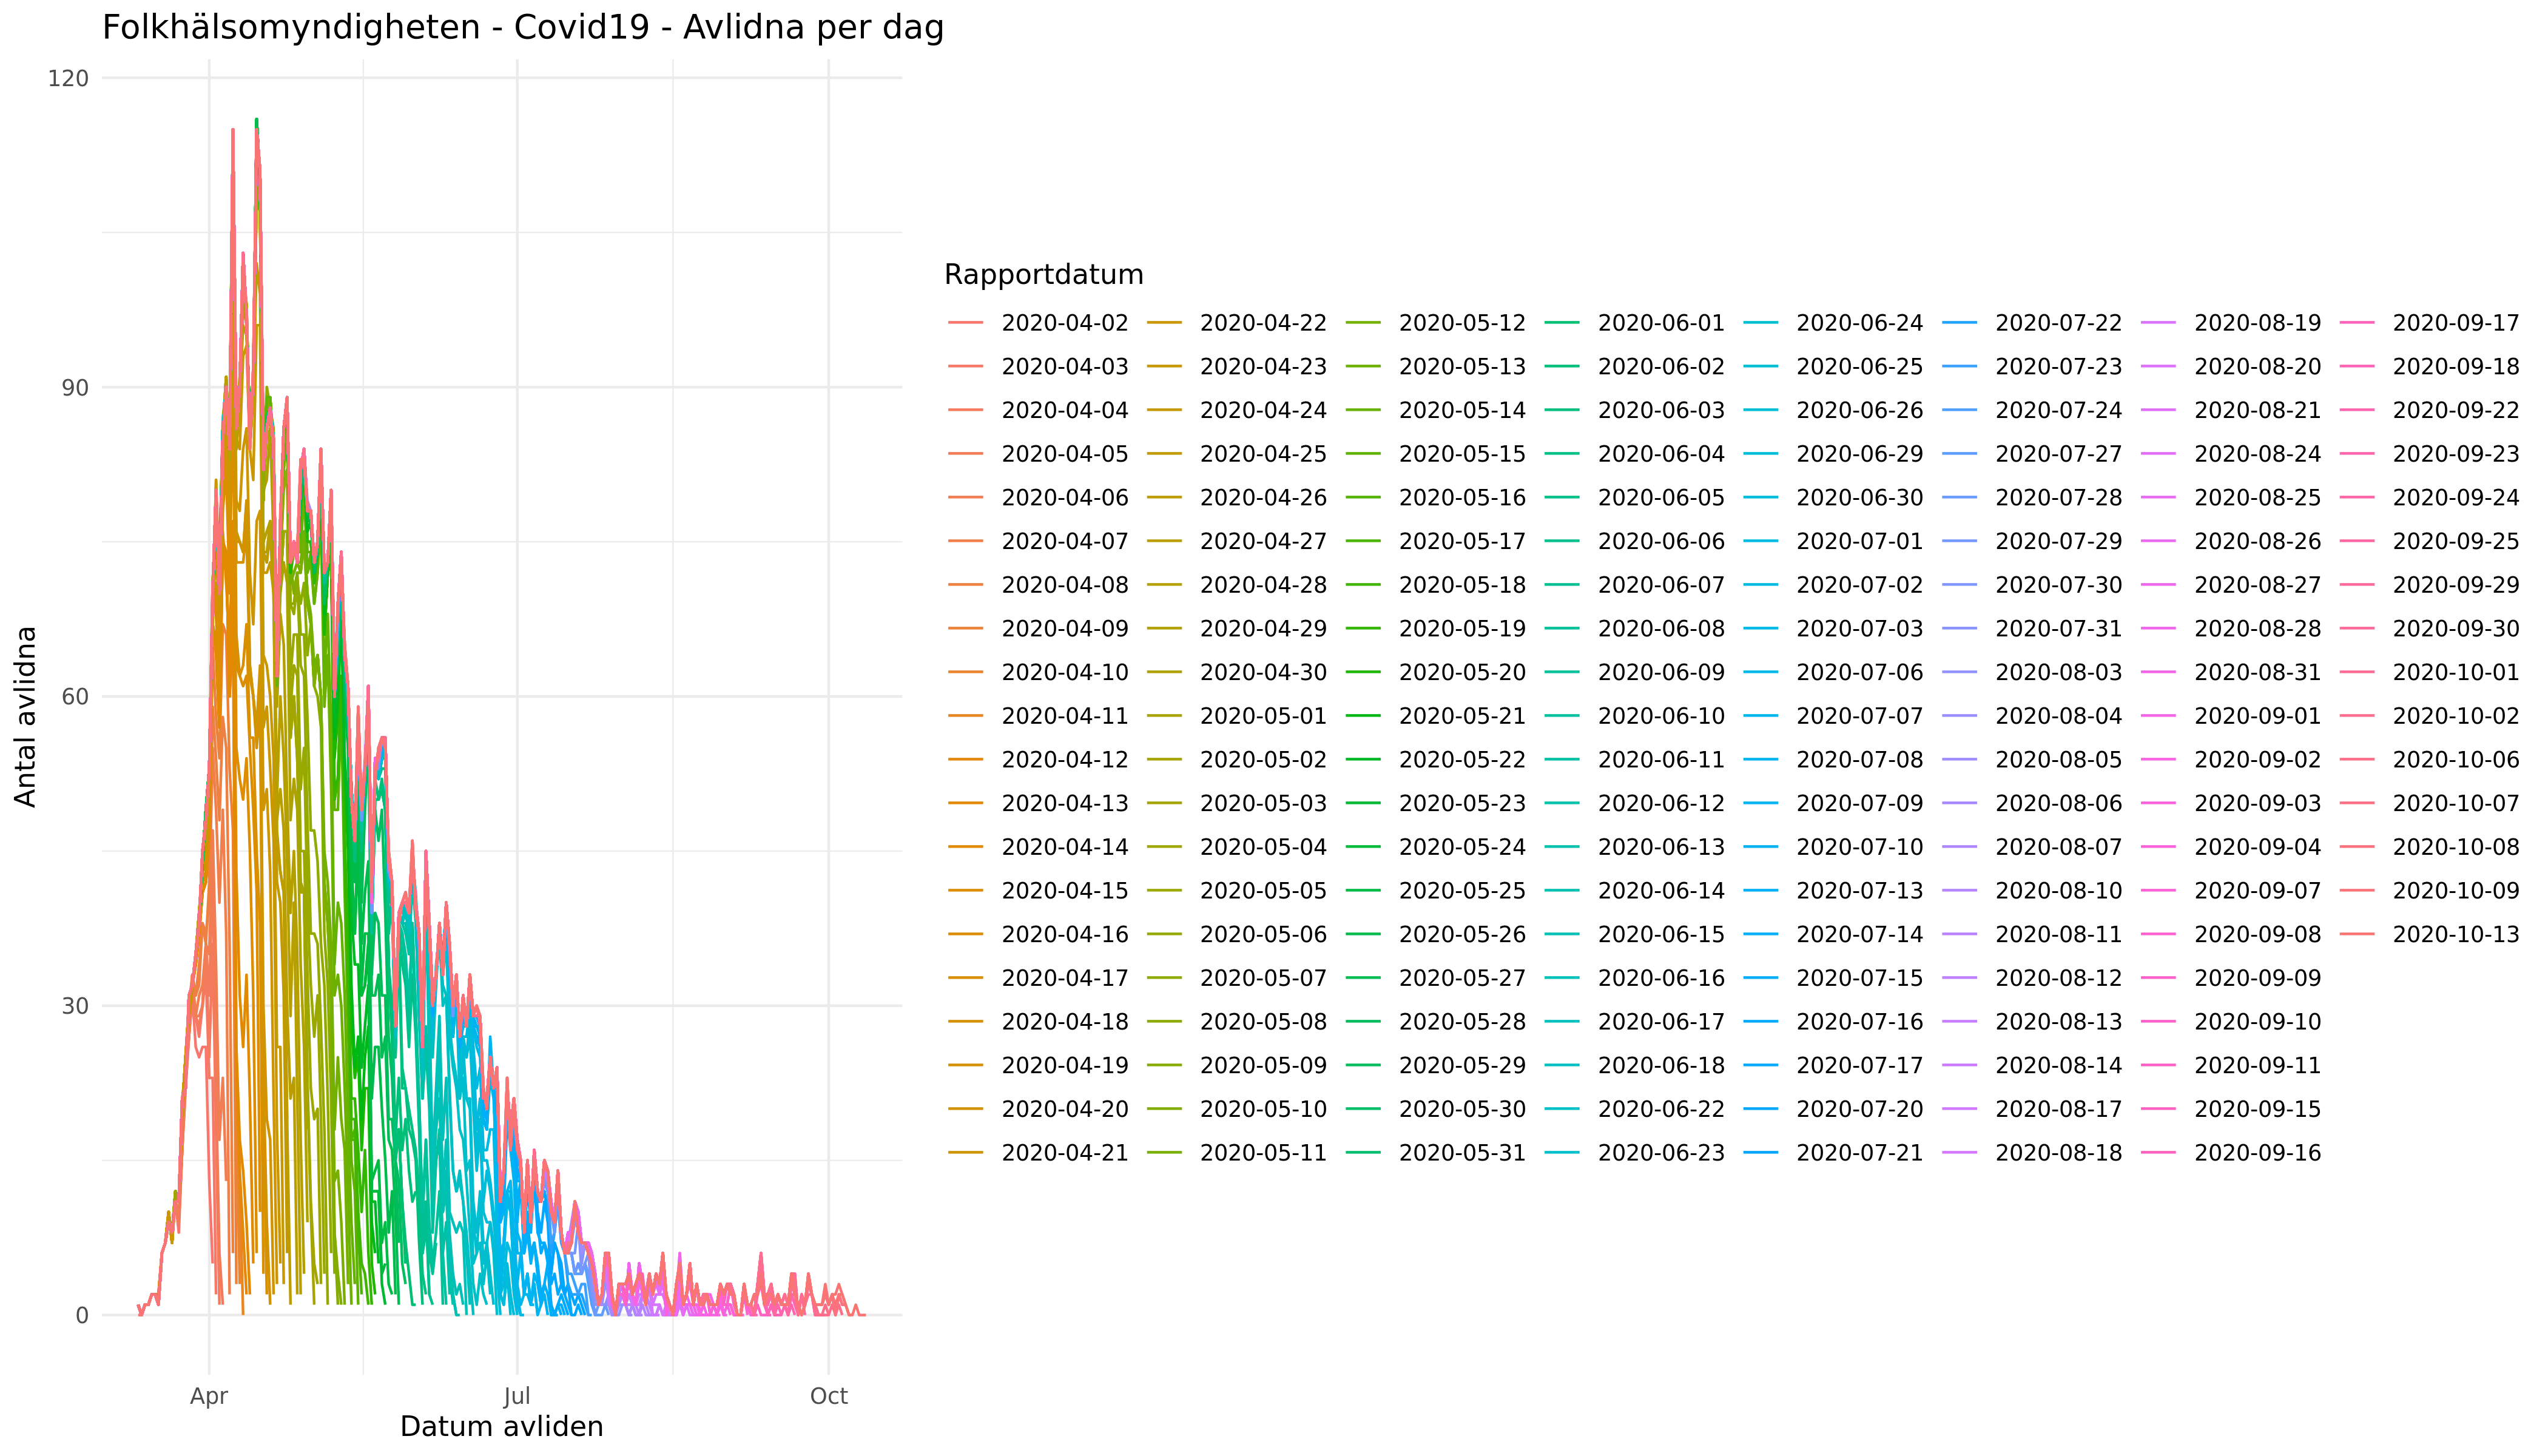 Folkhälsomyndigheten - Covid19 - Avlidna per dag
120
90
60
30
0
Antal avlidna
Apr
Jul
Oct
Datum avliden
Rapportdatum
2020-04-02 2020-04-22 2020-05-12 2020-06-01 2020-06-24 2020-07-22 2020-08-19 2020-09-17
2020-04-03 2020-04-23 2020-05-13 2020-06-02 2020-06-25 2020-07-23 2020-08-20 2020-09-18
2020-04-04 2020-04-24 2020-05-14 2020-06-03 2020-06-26 2020-07-24 2020-08-21 2020-09-22
2020-04-05 2020-04-25 2020-05-15 2020-06-04 2020-06-29 2020-07-27 2020-08-24 2020-09-23
2020-04-06 2020-04-26 2020-05-16 2020-06-05 2020-06-30 2020-07-28 2020-08-25 2020-09-24
2020-04-07 2020-04-27 2020-05-17 2020-06-06 2020-07-01 2020-07-29 2020-08-26 2020-09-25
2020-04-08 2020-04-28 2020-05-18 2020-06-07 2020-07-02 2020-07-30 2020-08-27 2020-09-29
2020-04-09 2020-04-29 2020-05-19 2020-06-08 2020-07-03 2020-07-31 2020-08-28 2020-09-30
2020-04-10 2020-04-30 2020-05-20 2020-06-09 2020-07-06 2020-08-03 2020-08-31 2020-10-01
2020-04-11 2020-05-01 2020-05-21 2020-06-10 2020-07-07 2020-08-04 2020-09-01 2020-10-02
2020-04-12 2020-05-02 2020-05-22 2020-06-11 2020-07-08 2020-08-05 2020-09-02 2020-10-06
2020-04-13 2020-05-03 2020-05-23 2020-06-12 2020-07-09 2020-08-06 2020-09-03 2020-10-07
2020-04-14 2020-05-04 2020-05-24 2020-06-13 2020-07-10 2020-08-07 2020-09-04 2020-10-08
2020-04-15 2020-05-05 2020-05-25 2020-06-14 2020-07-13 2020-08-10 2020-09-07 2020-10-09
2020-04-16 2020-05-06 2020-05-26 2020-06-15 2020-07-14 2020-08-11 2020-09-08 2020-10-13
2020-04-17 2020-05-07 2020-05-27 2020-06-16 2020-07-15 2020-08-12 2020-09-09
2020-04-18 2020-05-08 2020-05-28 2020-06-17 2020-07-16 2020-08-13 2020-09-10
2020-04-19 2020-05-09 2020-05-29 2020-06-18 2020-07-17 2020-08-14 2020-09-11
2020-04-20 2020-05-10 2020-05-30 2020-06-22 2020-07-20 2020-08-17 2020-09-15
2020-04-21 2020-05-11 2020-05-31 2020-06-23 2020-07-21 2020-08-18 2020-09-16